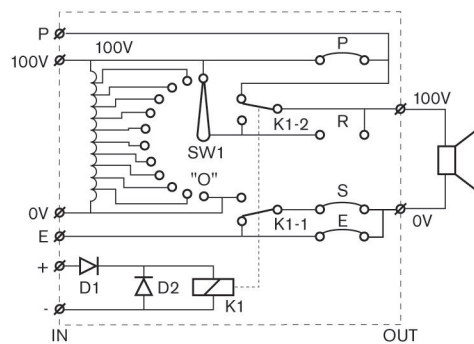 P
100V
100V
P
100V
K1-2
R
SW1
"O"
S
0V
K1-1
E
0V
E
+
D1
D2
K1
-
IN
OUT